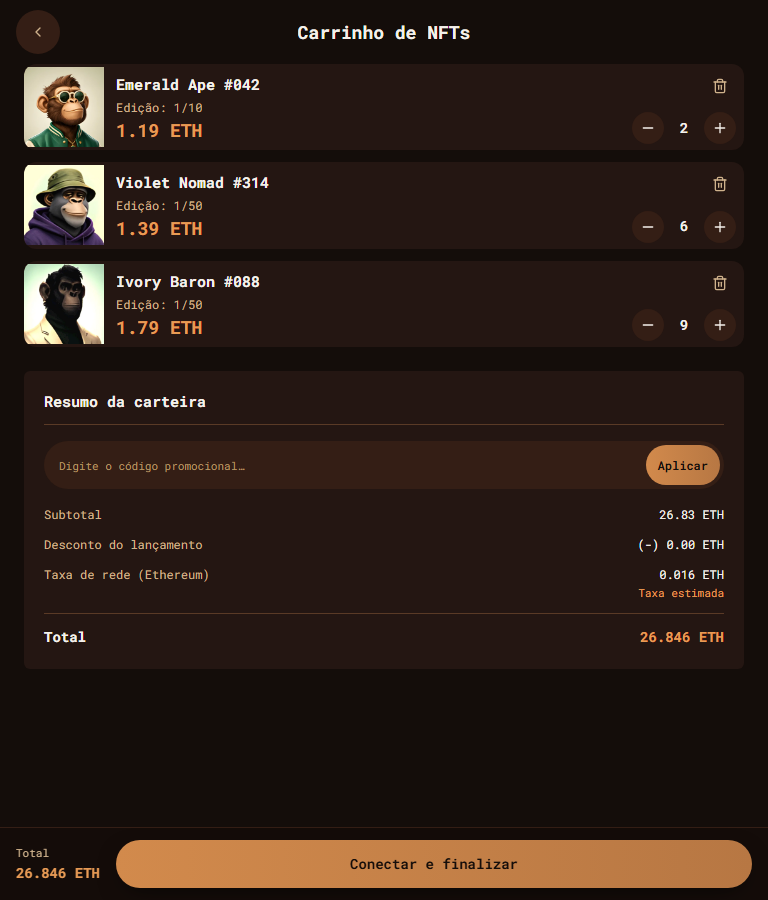 Carrinho de NFTs
Emerald Ape #042
Edição: 1/10
1.19 ETH
2
Violet Nomad #314
Edição: 1/50
1.39 ETH
6
Ivory Baron #088
Edição: 1/50
1.79 ETH
9
Resumo da carteira
Digite o código promocional…
Aplicar
Subtotal 26.83 ETH
Desconto do lançamento (-) 0.00 ETH
Taxa de rede (Ethereum) 0.016 ETH
Taxa estimada
Total 26.846 ETH
Total
26.846 ETH
Conectar e finalizar